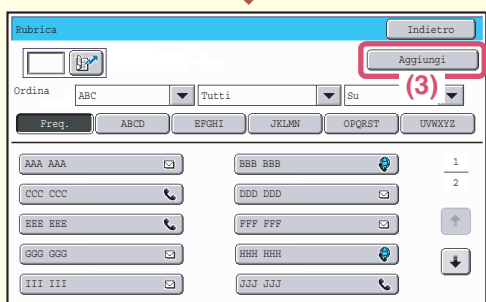 Rubrica Indietro
Aggiungi
(3)
Ordina ABC Tutti Su
Freq. ABCD EFGHI JKLMN OPQRST UVWXYZ
AAA AAA BBB BBB 1
CCC CCC DDD DDD 2
EEE EEE FFF FFF
GGG GGG HHH HHH
III III JJJ JJJ